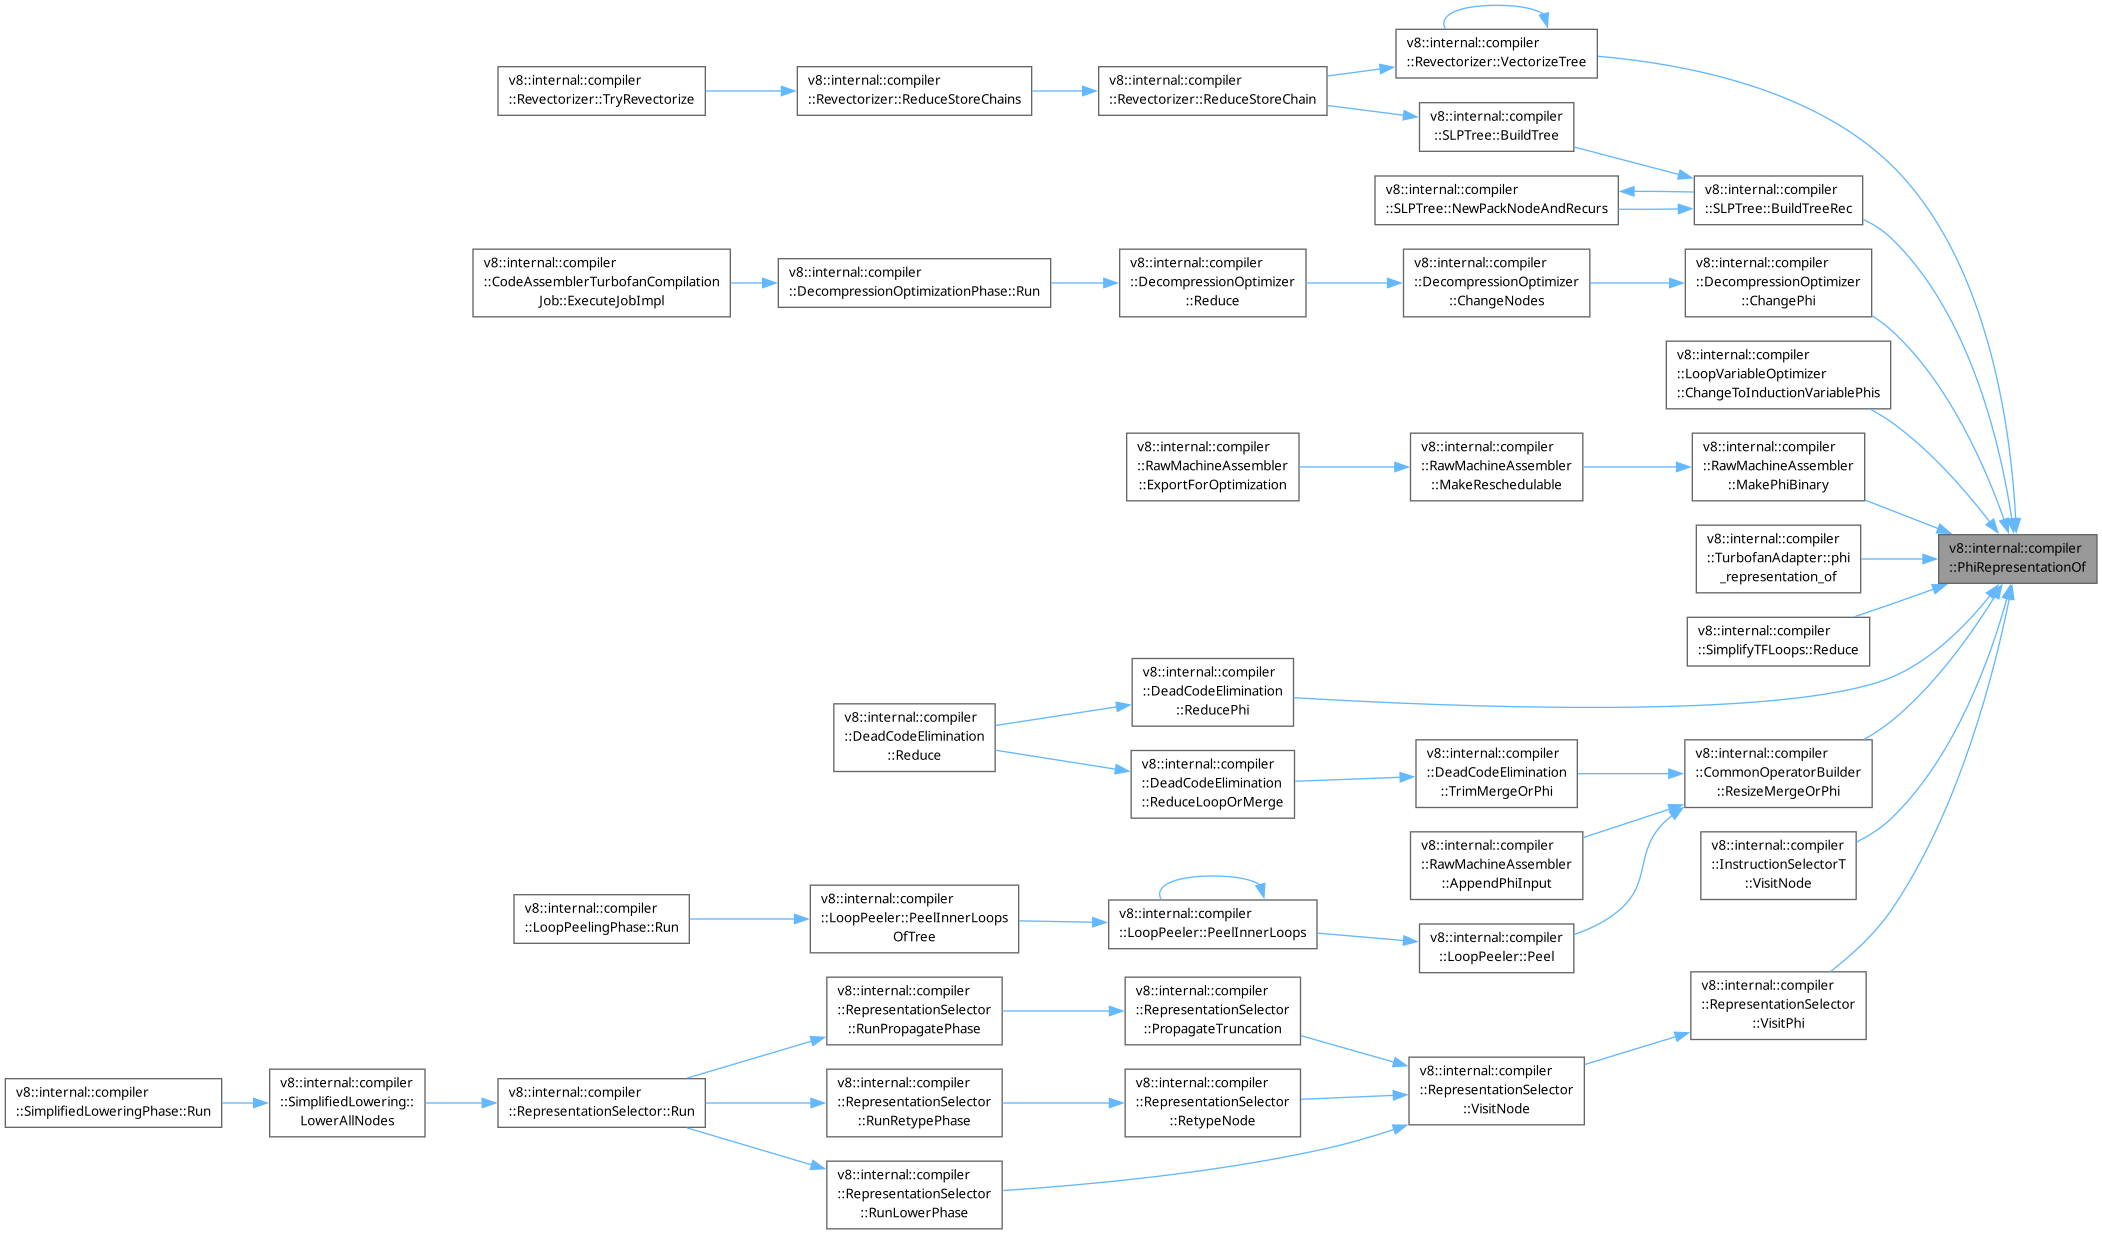 v8::internal::compiler
::Revectorizer::VectorizeTree
v8::internal::compiler
::Revectorizer::TryRevectorize
v8::internal::compiler
::Revectorizer::ReduceStoreChains
v8::internal::compiler
::Revectorizer::ReduceStoreChain
v8::internal::compiler
::SLPTree::BuildTree
v8::internal::compiler
::SLPTree::NewPackNodeAndRecurs
v8::internal::compiler
::SLPTree::BuildTreeRec
v8::internal::compiler
::CodeAssemblerTurbofanCompilation
Job::ExecuteJobImpl
v8::internal::compiler
::DecompressionOptimizationPhase::Run
v8::internal::compiler
::DecompressionOptimizer
::Reduce
v8::internal::compiler
::DecompressionOptimizer
::ChangeNodes
v8::internal::compiler
::DecompressionOptimizer
::ChangePhi
v8::internal::compiler
::LoopVariableOptimizer
::ChangeToInductionVariablePhis
v8::internal::compiler
::RawMachineAssembler
::ExportForOptimization
v8::internal::compiler
::RawMachineAssembler
::MakeReschedulable
v8::internal::compiler
::RawMachineAssembler
::MakePhiBinary
v8::internal::compiler
::TurbofanAdapter::phi
_representation_of
v8::internal::compiler
::PhiRepresentationOf
v8::internal::compiler
::SimplifyTFLoops::Reduce
v8::internal::compiler
::DeadCodeElimination
::ReducePhi
v8::internal::compiler
::DeadCodeElimination
::Reduce
v8::internal::compiler
::DeadCodeElimination
::ReduceLoopOrMerge
v8::internal::compiler
::DeadCodeElimination
::TrimMergeOrPhi
v8::internal::compiler
::CommonOperatorBuilder
::ResizeMergeOrPhi
v8::internal::compiler
::RawMachineAssembler
::AppendPhiInput
v8::internal::compiler
::InstructionSelectorT
::VisitNode
v8::internal::compiler
::LoopPeelingPhase::Run
v8::internal::compiler
::LoopPeeler::PeelInnerLoops
OfTree
v8::internal::compiler
::LoopPeeler::PeelInnerLoops
v8::internal::compiler
::LoopPeeler::Peel
v8::internal::compiler
::RepresentationSelector
::RunPropagatePhase
v8::internal::compiler
::RepresentationSelector
::PropagateTruncation
v8::internal::compiler
::RepresentationSelector
::VisitPhi
v8::internal::compiler
::SimplifiedLoweringPhase::Run
v8::internal::compiler
::SimplifiedLowering::
LowerAllNodes
v8::internal::compiler
::RepresentationSelector::Run
v8::internal::compiler
::RepresentationSelector
::RunRetypePhase
v8::internal::compiler
::RepresentationSelector
::RetypeNode
v8::internal::compiler
::RepresentationSelector
::VisitNode
v8::internal::compiler
::RepresentationSelector
::RunLowerPhase